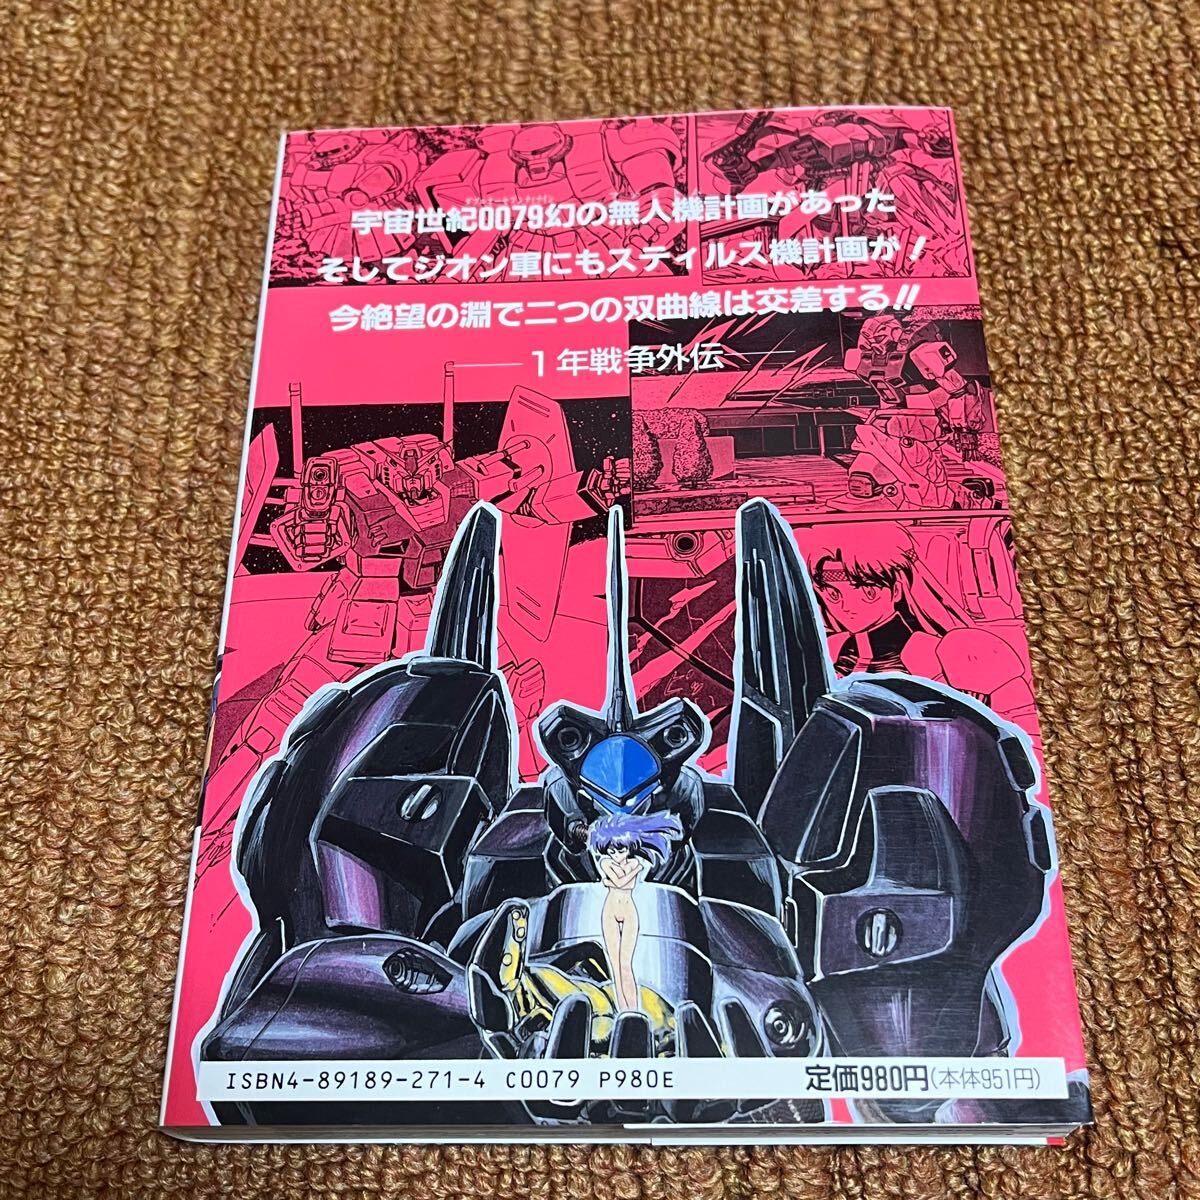 宇宙世紀0079幻の無人機計画があった
そしてジオン軍にもスティルス機計画が!
今絶望の淵で二つの双曲線は交差する!!
―1年戦争外伝―
ISBN4-89189-271-4 C0079 P980E
定価980円(本体951円)